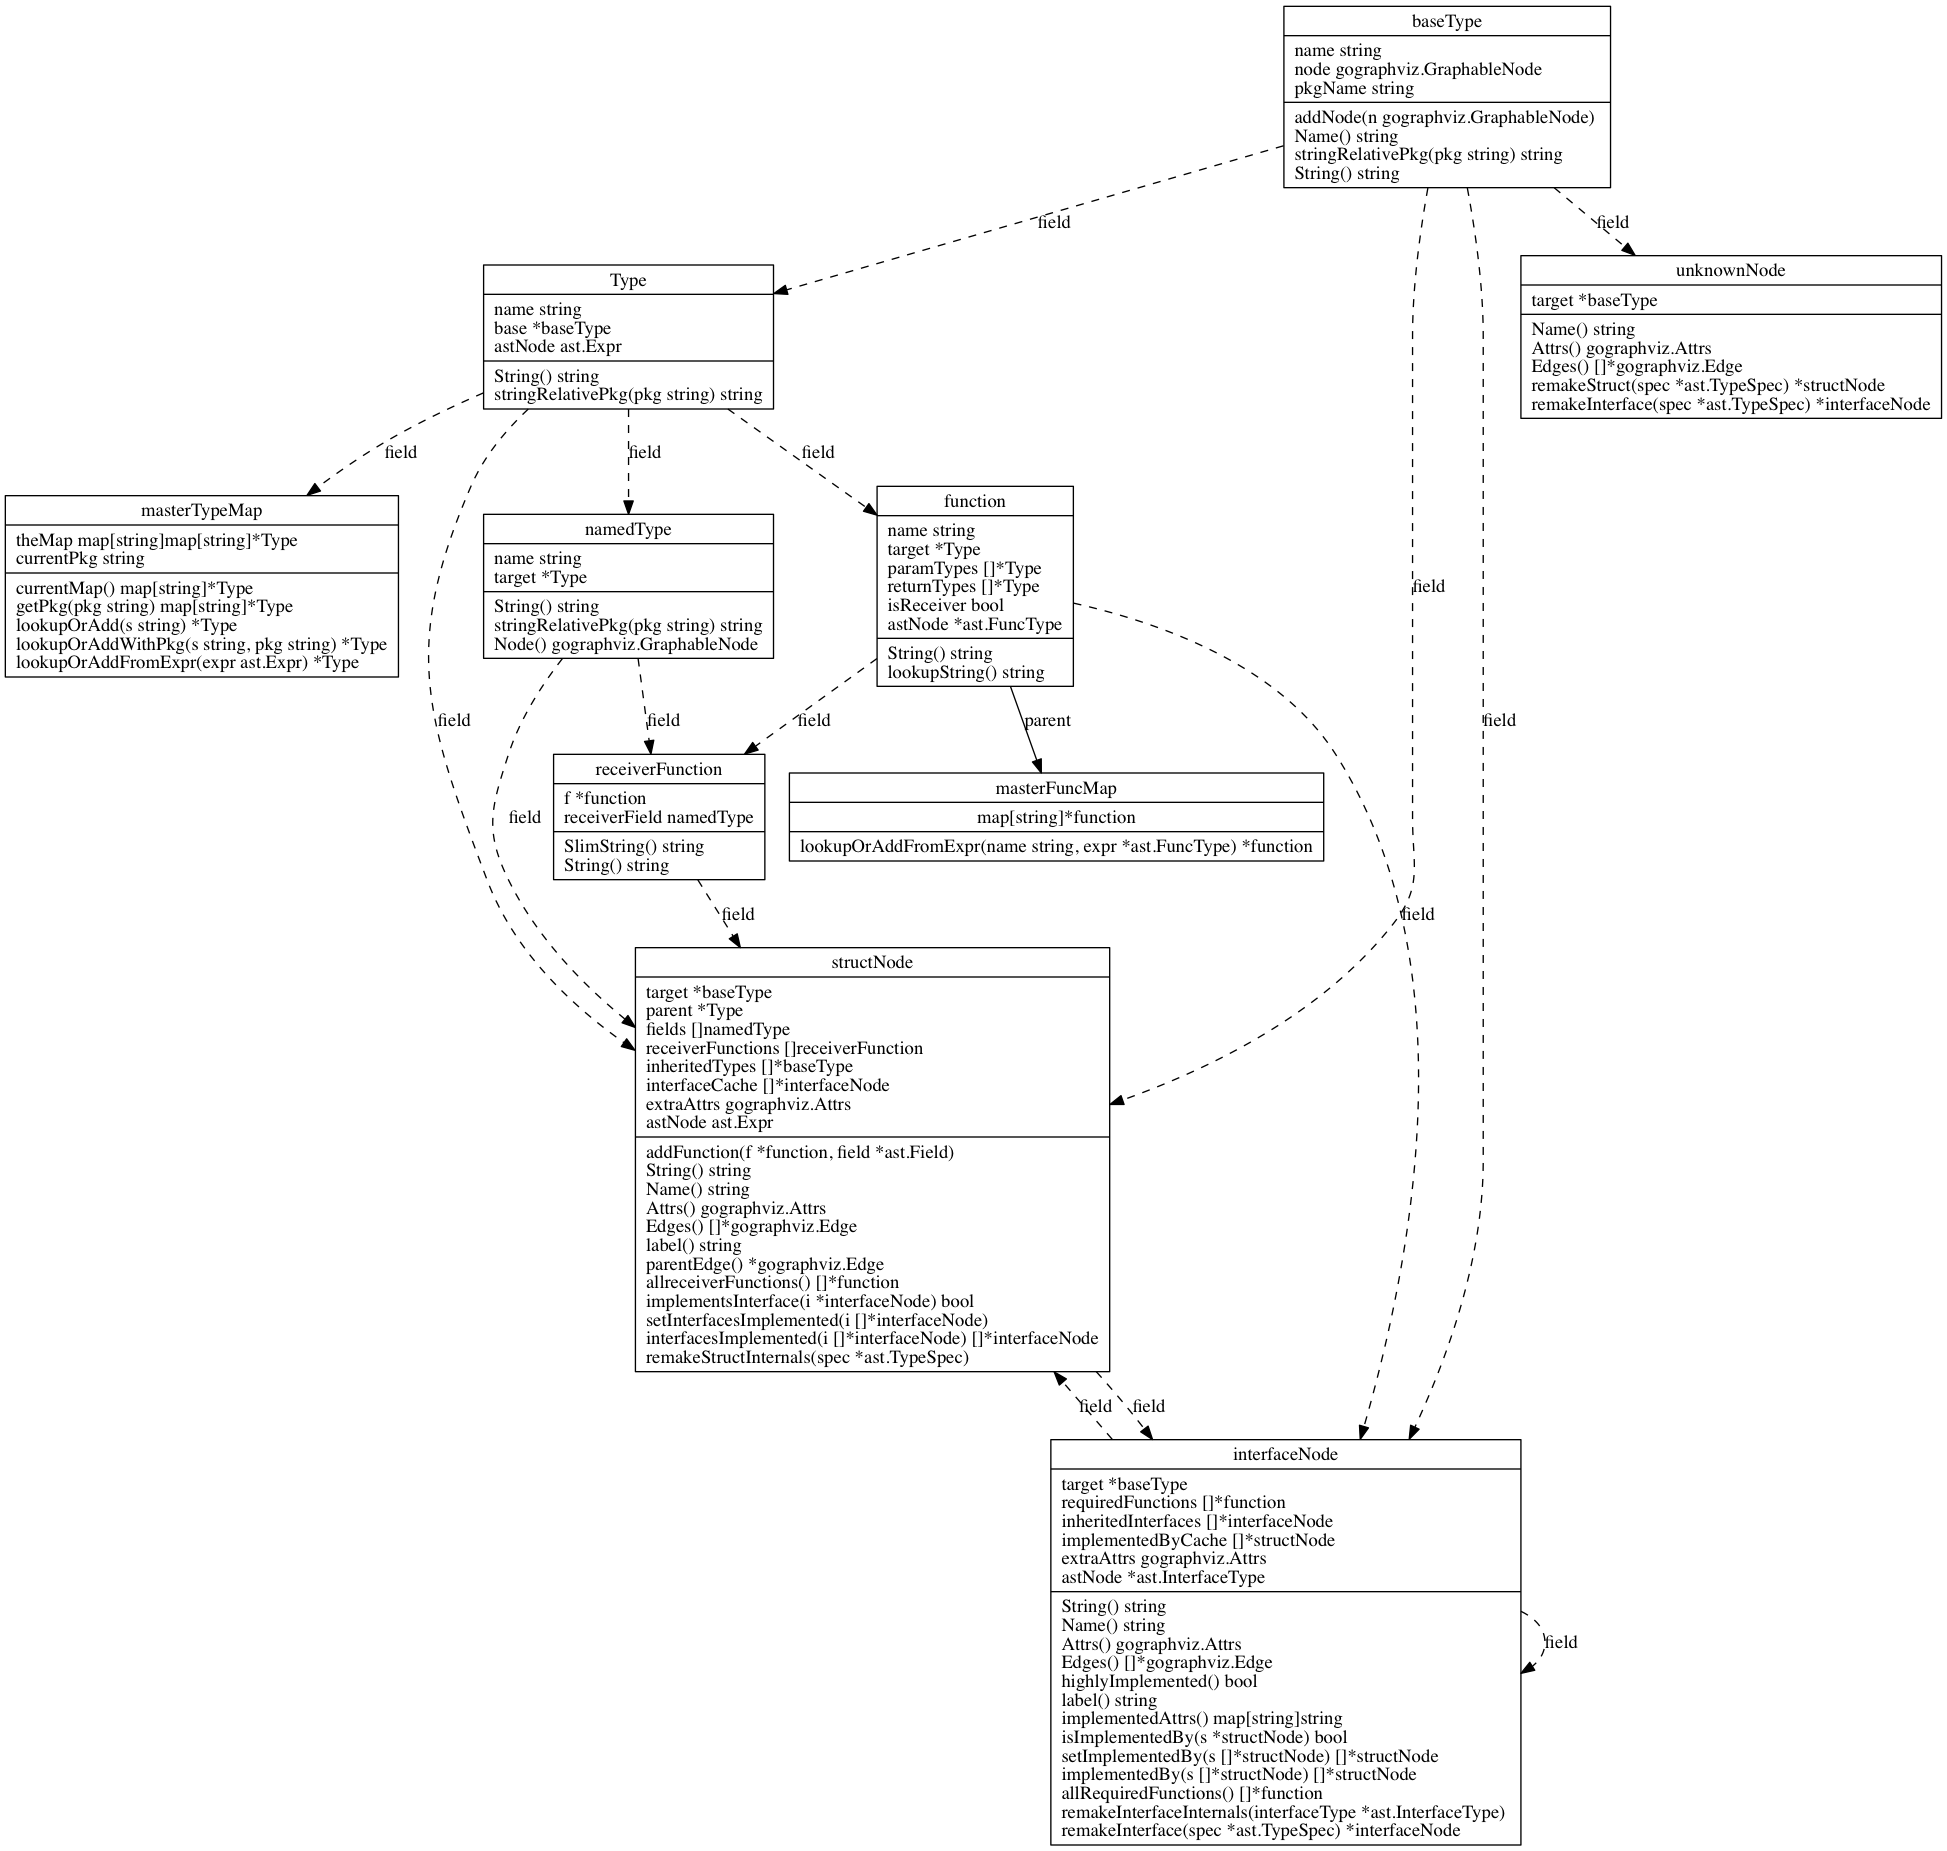 baseType
name string
node gographviz.GraphableNode
pkgName string
addNode(n gographviz.GraphableNode)
Name() string
stringRelativePkg(pkg string) string
String() string
field
field
unknownNode
target *baseType
Name() string
Attrs() gographviz.Attrs
Edges() []*gographviz.Edge
remakeStruct(spec *ast.TypeSpec) *structNode
remakeInterface(spec *ast.TypeSpec) *interfaceNode
Type
name string
base *baseType
astNode ast.Expr
String() string
stringRelativePkg(pkg string) string
field
field
field
masterTypeMap
theMap map[string]map[string]*Type
currentPkg string
currentMap() map[string]*Type
getPkg(pkg string) map[string]*Type
lookupOrAdd(s string) *Type
lookupOrAddWithPkg(s string, pkg string) *Type
lookupOrAddFromExpr(expr ast.Expr) *Type
namedType
name string
target *Type
String() string
stringRelativePkg(pkg string) string
Node() gographviz.GraphableNode
function
name string
target *Type
paramTypes []*Type
returnTypes []*Type
isReceiver bool
astNode *ast.FuncType
String() string
lookupString() string
field
field
field
field
parent
field
field
receiverFunction
f *function
receiverField namedType
SlimString() string
String() string
masterFuncMap
map[string]*function
lookupOrAddFromExpr(name string, expr *ast.FuncType) *function
field
field
structNode
target *baseType
parent *Type
fields []namedType
receiverFunctions []receiverFunction
inheritedTypes []*baseType
interfaceCache []*interfaceNode
extraAttrs gographviz.Attrs
astNode ast.Expr
addFunction(f *function, field *ast.Field)
String() string
Name() string
Attrs() gographviz.Attrs
Edges() []*gographviz.Edge
label() string
parentEdge() *gographviz.Edge
allreceiverFunctions() []*function
implementsInterface(i *interfaceNode) bool
setInterfacesImplemented(i []*interfaceNode)
interfacesImplemented(i []*interfaceNode) []*interfaceNode
remakeStructInternals(spec *ast.TypeSpec)
field
field
interfaceNode
target *baseType
requiredFunctions []*function
inheritedInterfaces []*interfaceNode
implementedByCache []*structNode
extraAttrs gographviz.Attrs
astNode *ast.InterfaceType
String() string
Name() string
Attrs() gographviz.Attrs
Edges() []*gographviz.Edge
highlyImplemented() bool
label() string
implementedAttrs() map[string]string
isImplementedBy(s *structNode) bool
setImplementedBy(s []*structNode) []*structNode
implementedBy(s []*structNode) []*structNode
allRequiredFunctions() []*function
remakeInterfaceInternals(interfaceType *ast.InterfaceType)
remakeInterface(spec *ast.TypeSpec) *interfaceNode
field